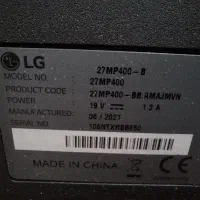 LG
27MP400-B
MODEL NO. 27MP400
PRODUCT CODE 27MP400-BB.AMAJMVN
POWER 19 V ⎓ 1.2 A
MANUFACTURED 06 / 2021
SERIAL NO.
MADE IN CHINA